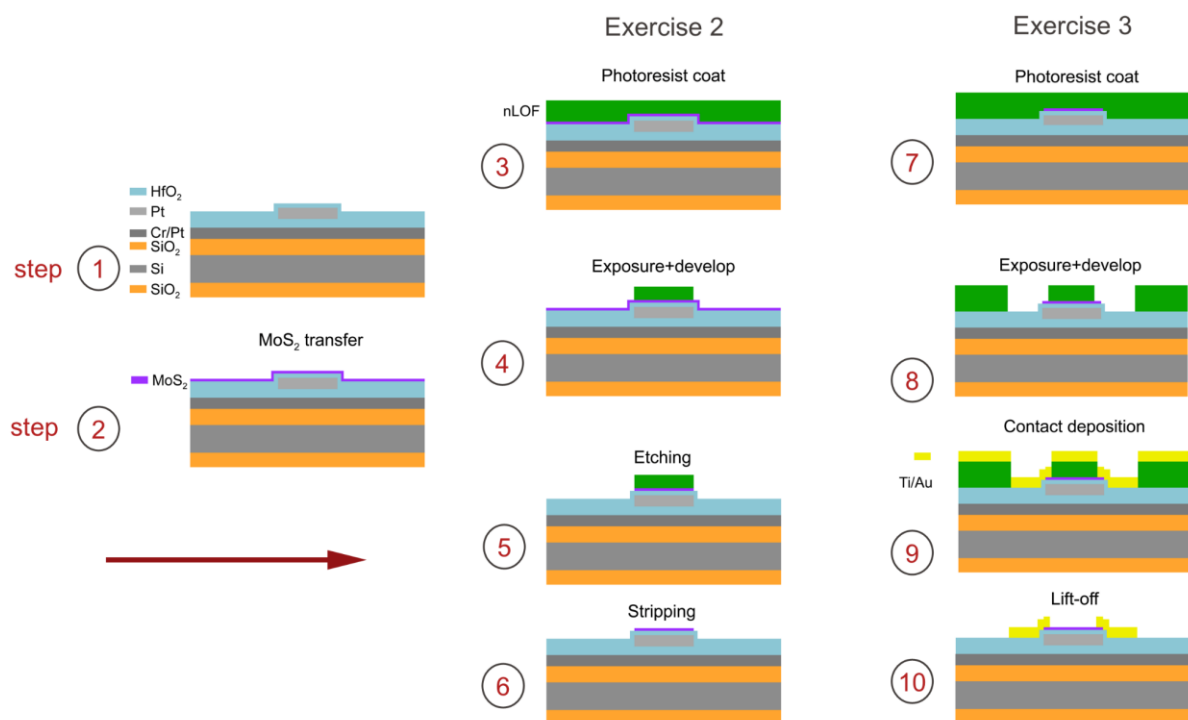 Exercise 2
Exercise 3
HfO₂
Pt
Cr/Pt
SiO₂
Si
SiO₂
step 1
MoS₂ transfer
MoS₂
step 2
Photoresist coat
nLOF
3
Exposure+develop
4
Etching
5
Stripping
6
Photoresist coat
7
Exposure+develop
8
Contact deposition
Ti/Au
9
Lift-off
10